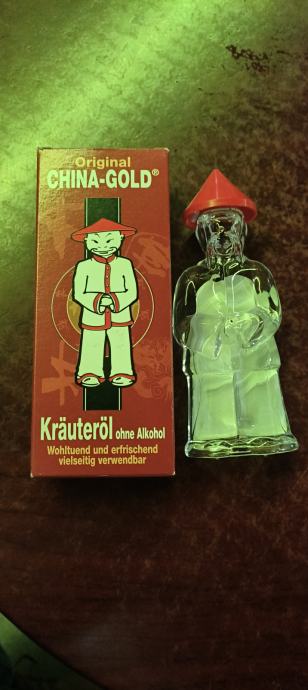 Original
CHINA-GOLD®
Kräuteröl ohne Alkohol
Wohltuend und erfrischend
vielseitig verwendbar